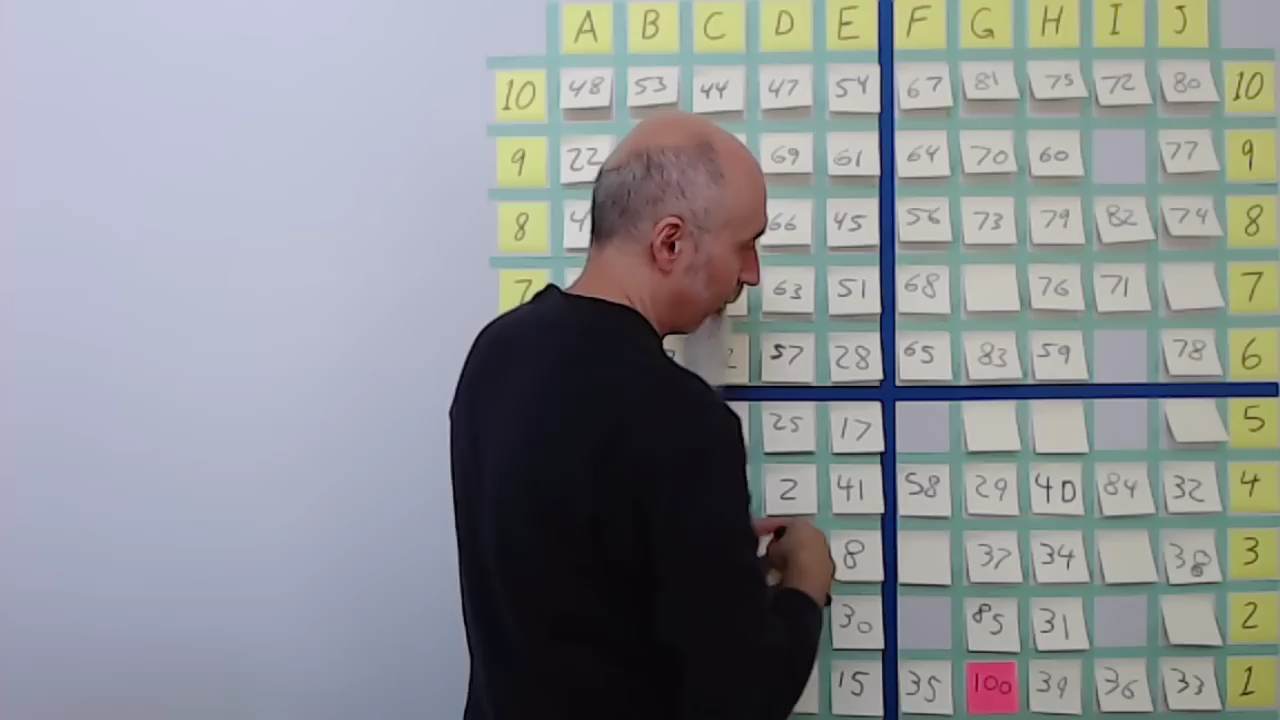 A B C D E F G H I J
10 48 53 44 47 54 67 81 75 72 80 10
9 22 69 61 64 70 60 77 9
8 66 45 56 73 79 82 74 8
7 63 51 68 76 71 7
57 28 65 83 59 78 6
25 17 5
2 41 58 29 40 84 32 4
8 37 34 38 3
30 85 31 2
15 35 100 39 36 33 1